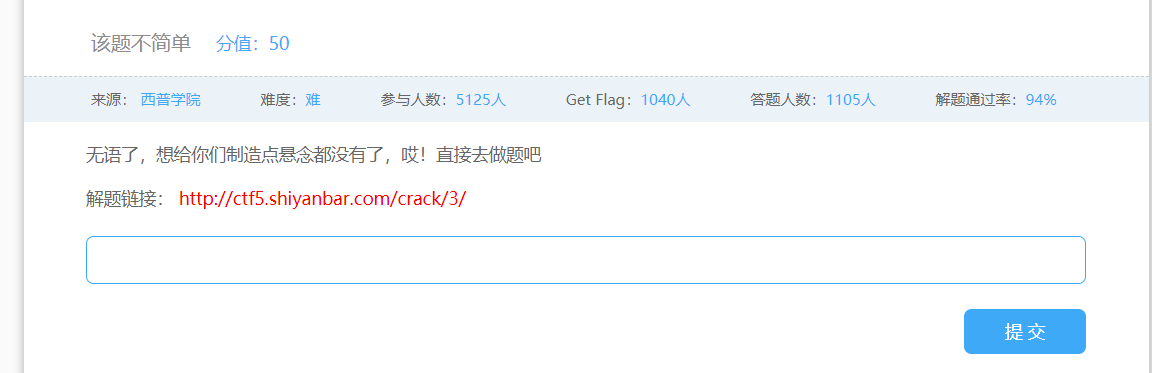 该题不简单 分值：50
来源： 西普学院 难度：难 参与人数：5125人 Get Flag：1040人 答题人数：1105人 解题通过率：94%
无语了，想给你们制造点悬念都没有了，哎！直接去做题吧
解题链接： http://ctf5.shiyanbar.com/crack/3/
提交